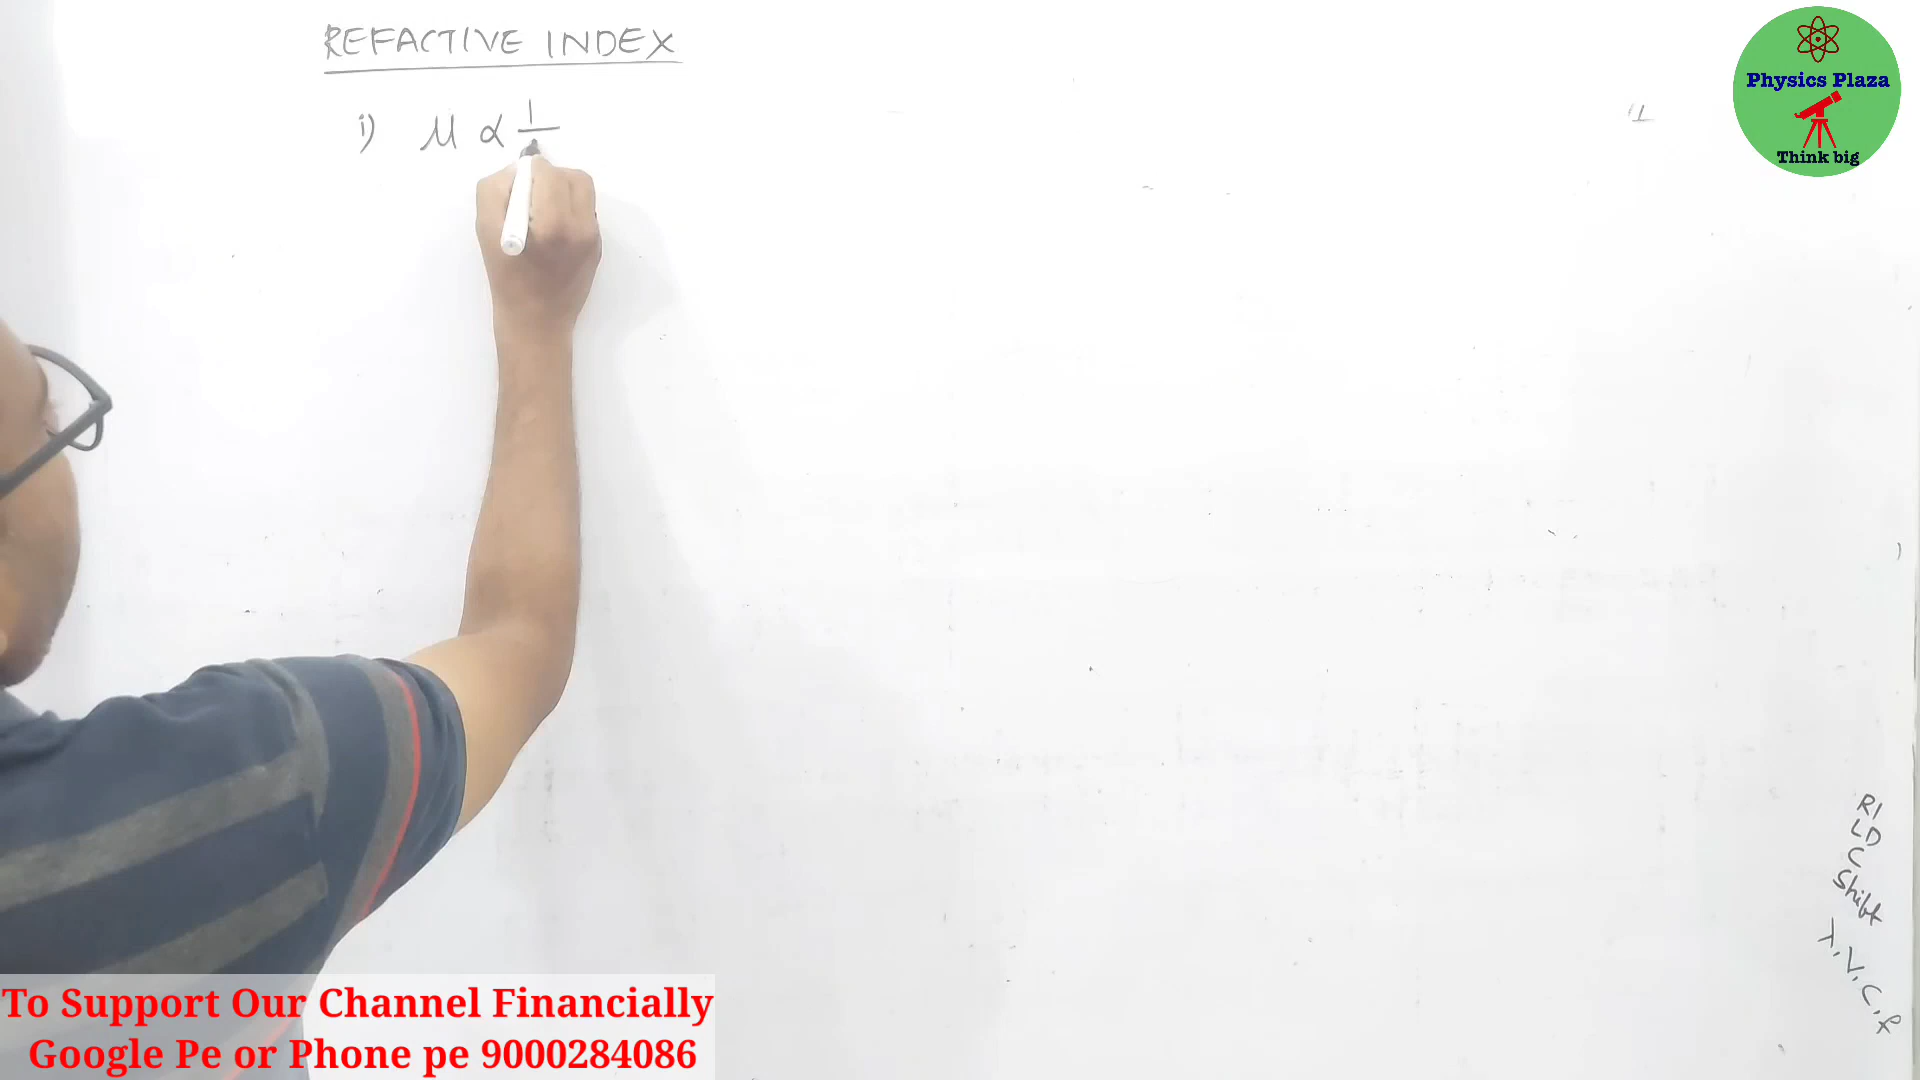 REFACTIVE INDEX
i) μ ∝ 1/
Physics Plaza
Think big
RI
LD
C
Shift
λ, V, C, f
To Support Our Channel Financially
Google Pe or Phone pe 9000284086